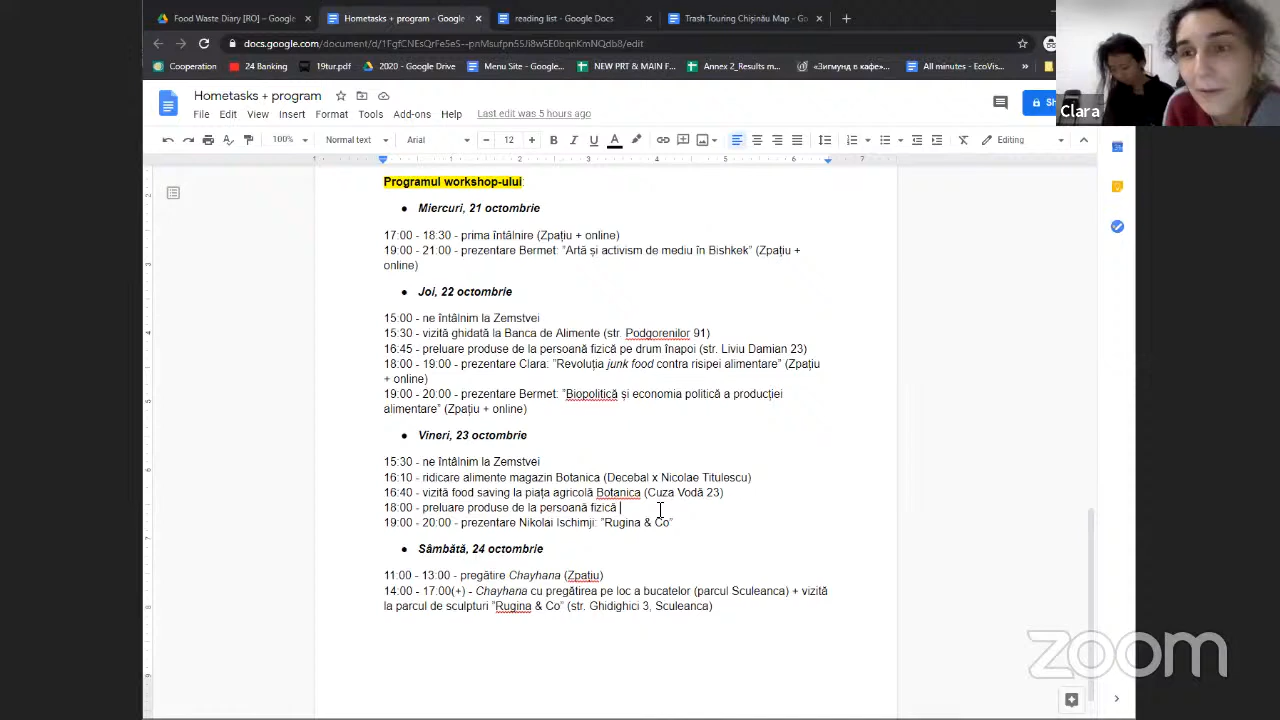 Food Waste Diary [RO] – Google
Hometasks + program - Google
reading list - Google Docs
Trash Touring Chișinău Map - Go
docs.google.com/document/d/1FgfCNEsQrFe5eS--pnMsufpn55Ji8w5E0bqnKmNQdb8/edit
Cooperation
24 Banking
19tur.pdf
2020 - Google Drive
Menu Site - Google...
NEW PRT & MAIN F...
Annex 2_Results m...
«Зигмунд в кафе»...
All minutes – EcoVis...
Hometasks + program
File Edit View Insert Format Tools Add-ons Help
Last edit was 5 hours ago
100% Normal text Arial 12 B I U A Editing
Clara
Programul workshop-ului:
● Miercuri, 21 octombrie
17:00 - 18:30 - prima întâlnire (Zpațiu + online)
19:00 - 21:00 - prezentare Bermet: ”Artă și activism de mediu în Bishkek” (Zpațiu +
online)
● Joi, 22 octombrie
15:00 - ne întâlnim la Zemstvei
15:30 - vizită ghidată la Banca de Alimente (str. Podgorenilor 91)
16:45 - preluare produse de la persoană fizică pe drum înapoi (str. Liviu Damian 23)
18:00 - 19:00 - prezentare Clara: ”Revoluția junk food contra risipei alimentare” (Zpațiu
+ online)
19:00 - 20:00 - prezentare Bermet: ”Biopolitică și economia politică a producției
alimentare” (Zpațiu + online)
● Vineri, 23 octombrie
15:30 - ne întâlnim la Zemstvei
16:10 - ridicare alimente magazin Botanica (Decebal x Nicolae Titulescu)
16:40 - vizită food saving la piața agricolă Botanica (Cuza Vodă 23)
18:00 - preluare produse de la persoană fizică
19:00 - 20:00 - prezentare Nikolai Ischimji: ”Rugina & Co”
● Sâmbătă, 24 octombrie
11:00 - 13:00 - pregătire Chayhana (Zpațiu)
14:00 - 17:00(+) - Chayhana cu pregătirea pe loc a bucatelor (parcul Sculeanca) + vizită
la parcul de sculpturi ”Rugina & Co” (str. Ghidighici 3, Sculeanca)
zoom